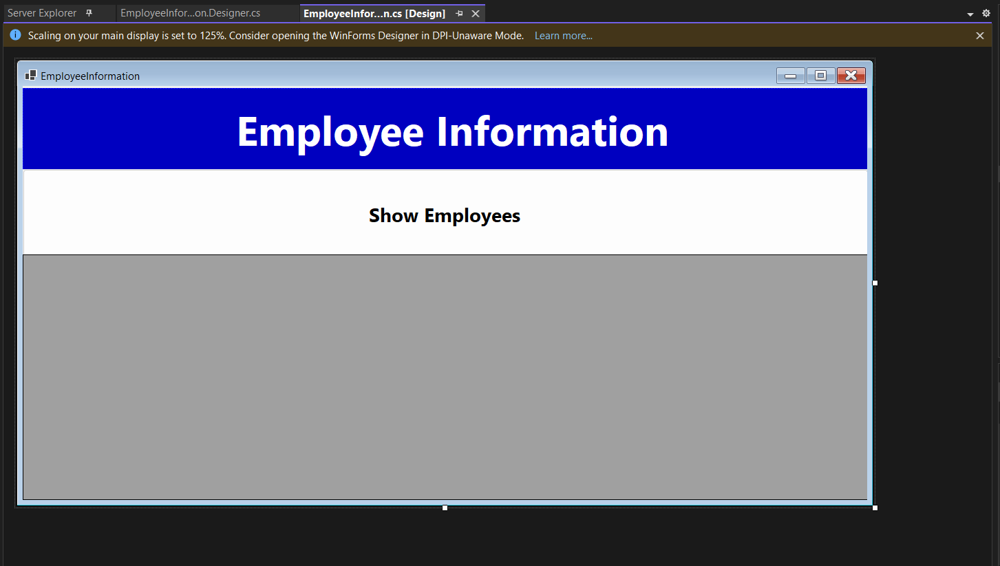 Server Explorer
EmployeeInfor...on.Designer.cs
EmployeeInfor...n.cs [Design]
Scaling on your main display is set to 125%. Consider opening the WinForms Designer in DPI-Unaware Mode. Learn more...
EmployeeInformation
Employee Information
Show Employees